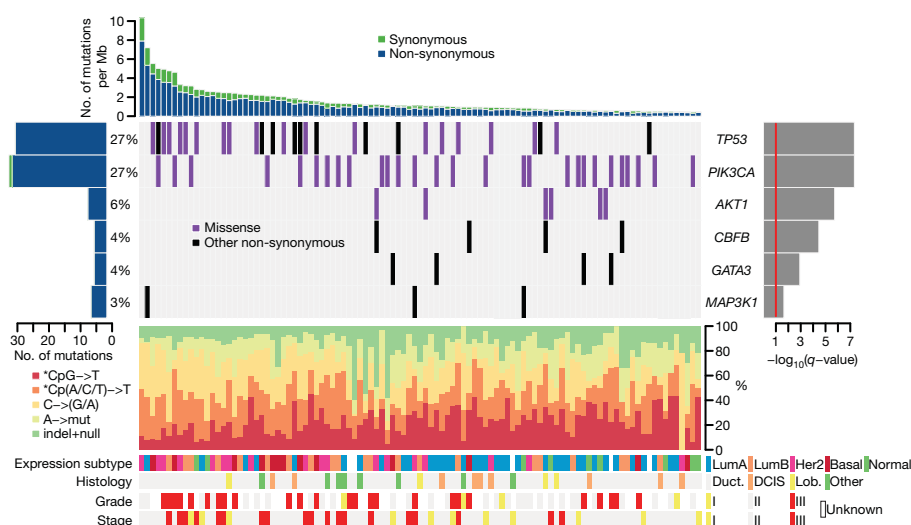 No. of mutations per Mb
10
8
6
4
2
0
Synonymous
Non-synonymous
27% TP53
27% PIK3CA
6% AKT1
Missense
Other non-synonymous
4% CBFB
4% GATA3
3% MAP3K1
30 20 10 0
No. of mutations
1 3 5 7
−log10(q−value)
*CpG−>T
*Cp(A/C/T)−>T
C−>(G/A)
A−>mut
indel+null
100
80
60
40
20
0
%
Expression subtype LumA LumB Her2 Basal Normal
Histology Duct. DCIS Lob. Other
Grade I II III Unknown
Stage I II III